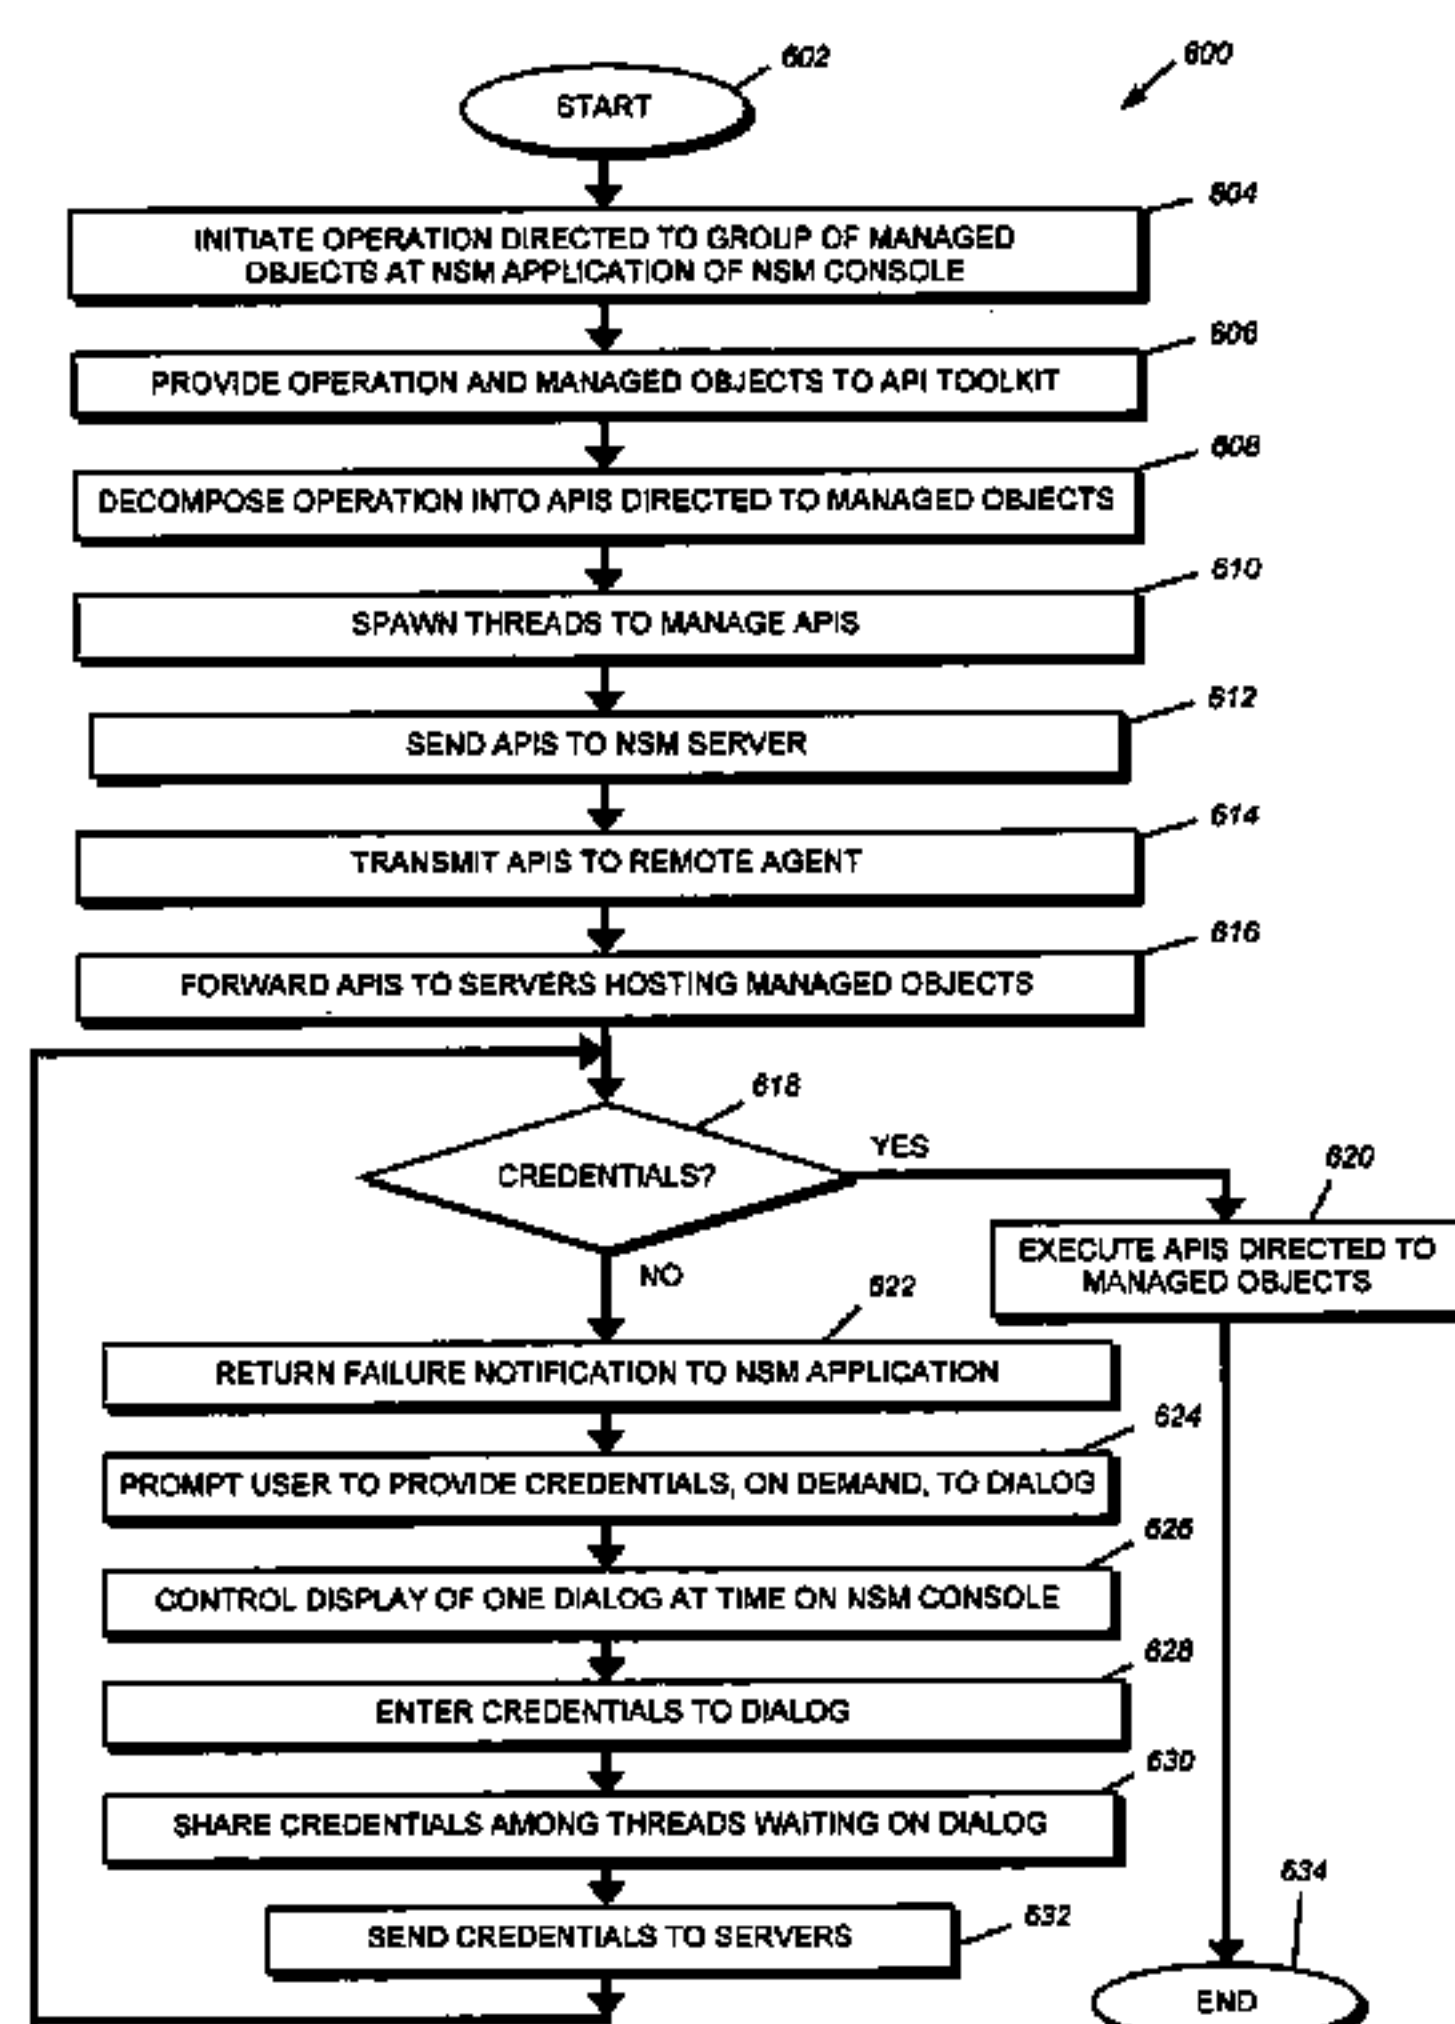 602
600
START
604
INITIATE OPERATION DIRECTED TO GROUP OF MANAGED
OBJECTS AT NSM APPLICATION OF NSM CONSOLE
606
PROVIDE OPERATION AND MANAGED OBJECTS TO API TOOLKIT
608
DECOMPOSE OPERATION INTO APIS DIRECTED TO MANAGED OBJECTS
610
SPAWN THREADS TO MANAGE APIS
612
SEND APIS TO NSM SERVER
614
TRANSMIT APIS TO REMOTE AGENT
616
FORWARD APIS TO SERVERS HOSTING MANAGED OBJECTS
618
CREDENTIALS?
YES
620
EXECUTE APIS DIRECTED TO
MANAGED OBJECTS
NO
622
RETURN FAILURE NOTIFICATION TO NSM APPLICATION
624
PROMPT USER TO PROVIDE CREDENTIALS, ON DEMAND, TO DIALOG
626
CONTROL DISPLAY OF ONE DIALOG AT TIME ON NSM CONSOLE
628
ENTER CREDENTIALS TO DIALOG
630
SHARE CREDENTIALS AMONG THREADS WAITING ON DIALOG
632
SEND CREDENTIALS TO SERVERS
634
END